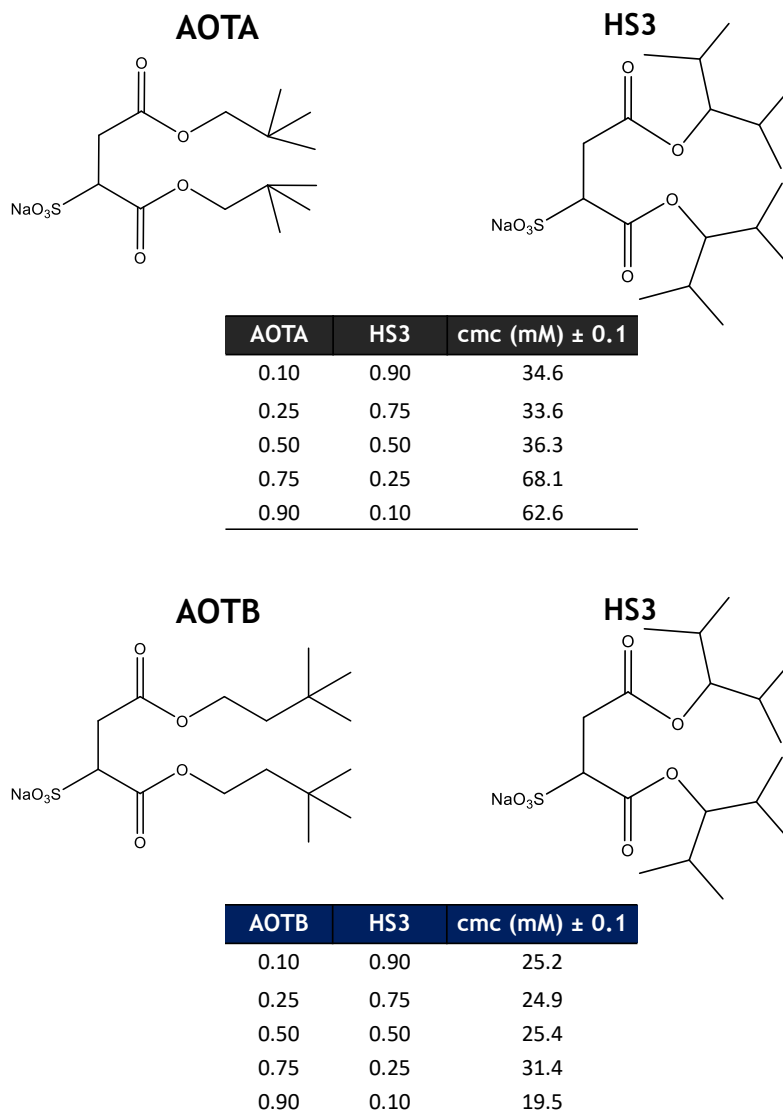 AOTA HS3
O
O
O
O
NaO₃S
O
O
O
O
NaO₃S
AOTA HS3 cmc (mM) ± 0.1
0.10 0.90 34.6
0.25 0.75 33.6
0.50 0.50 36.3
0.75 0.25 68.1
0.90 0.10 62.6
AOTB HS3
O
O
O
O
NaO₃S
O
O
O
O
NaO₃S
AOTB HS3 cmc (mM) ± 0.1
0.10 0.90 25.2
0.25 0.75 24.9
0.50 0.50 25.4
0.75 0.25 31.4
0.90 0.10 19.5